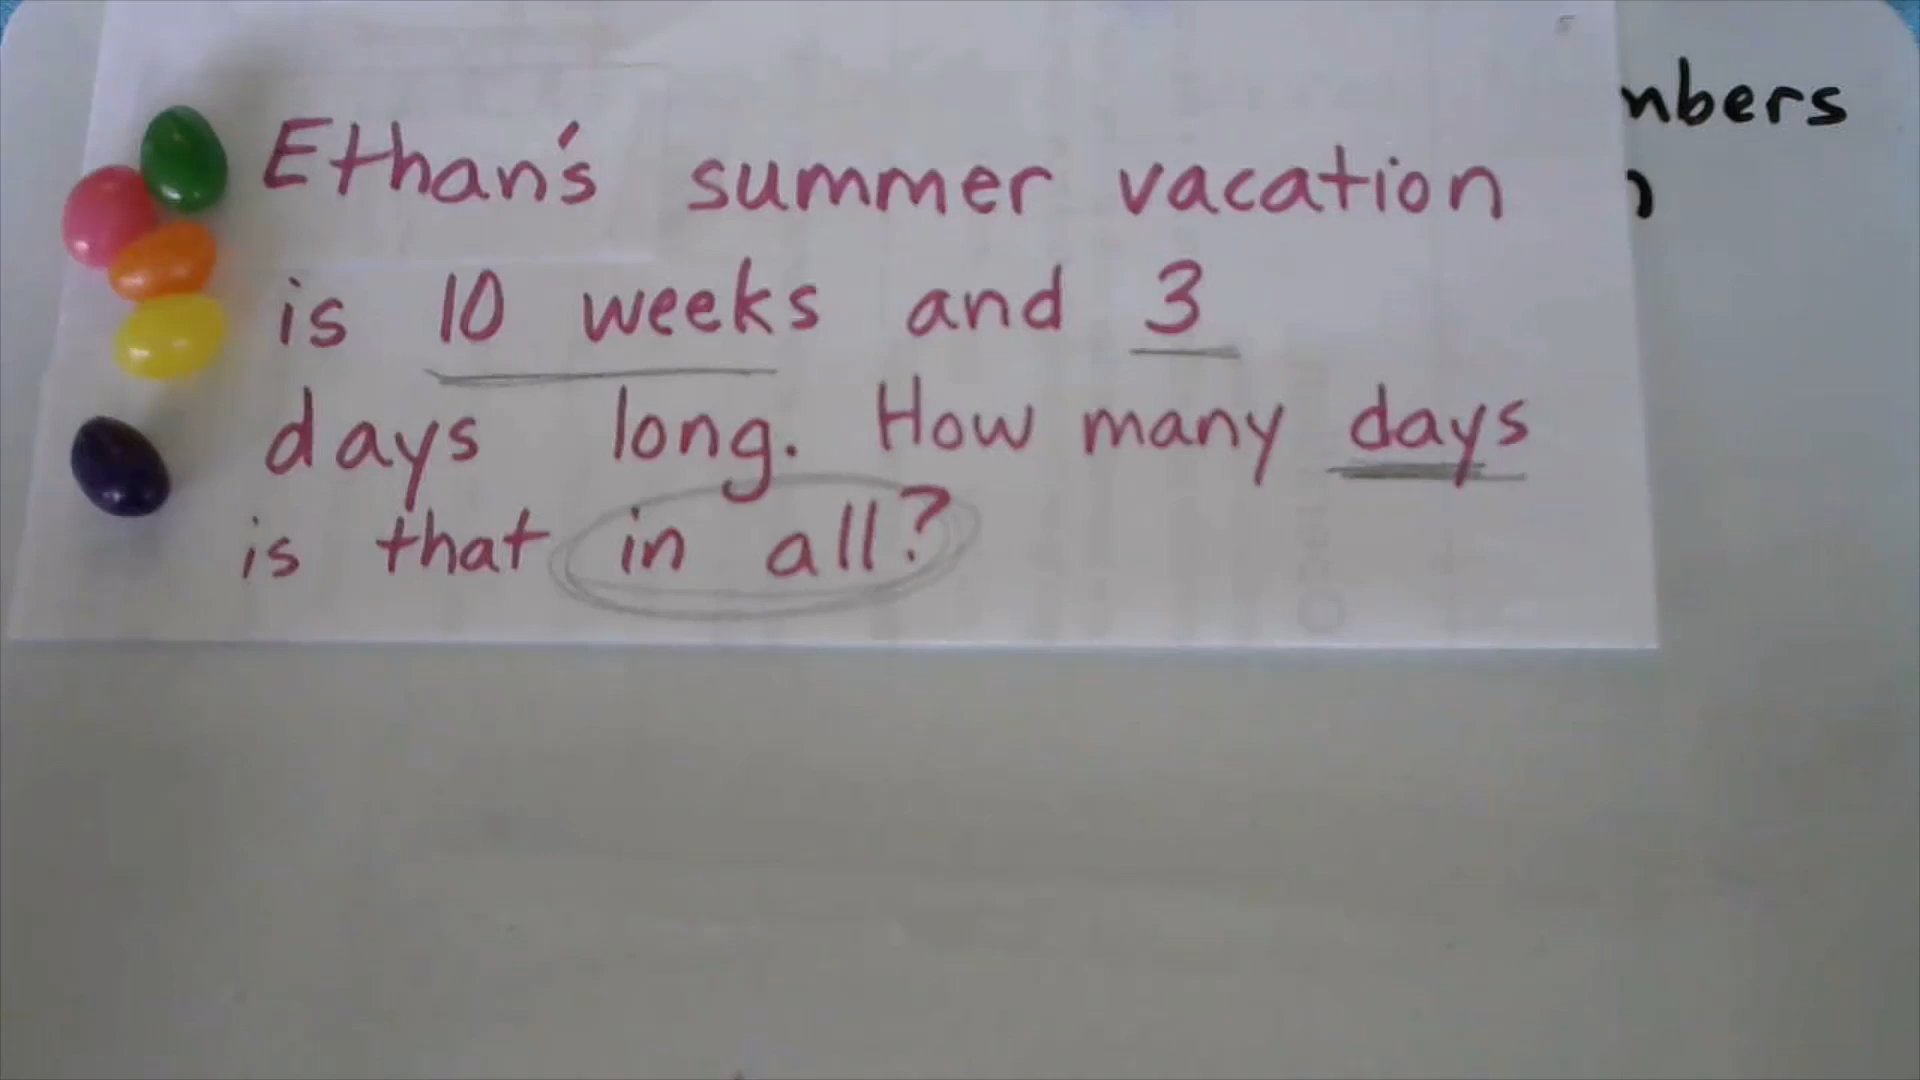 Ethan's summer vacation
is 10 weeks and 3
days long. How many days
is that in all?